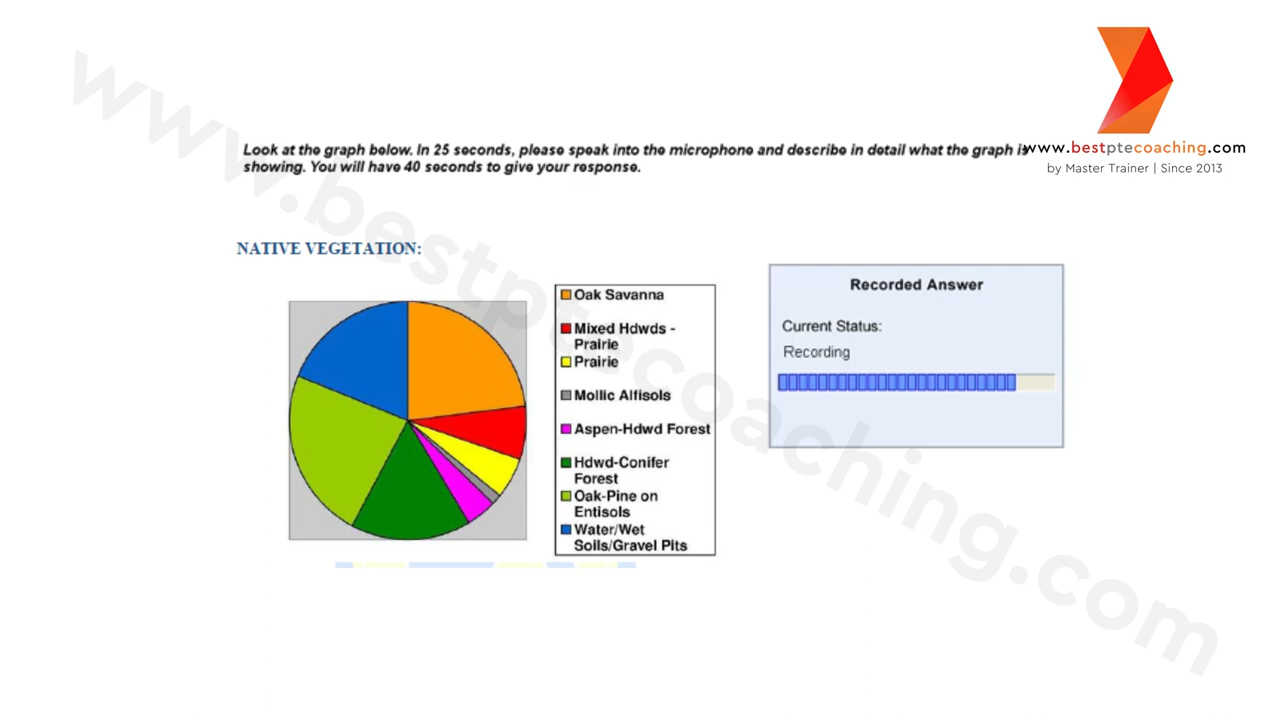 www.bestptecoaching.com
Look at the graph below. In 25 seconds, please speak into the microphone and describe in detail what the graph is
showing. You will have 40 seconds to give your response.
www.bestptecoaching.com
by Master Trainer | Since 2013
NATIVE VEGETATION:
Oak Savanna
Mixed Hdwds -
Prairie
Prairie
Mollic Alfisols
Aspen-Hdwd Forest
Hdwd-Conifer
Forest
Oak-Pine on
Entisols
Water/Wet
Soils/Gravel Pits
Recorded Answer
Current Status:
Recording